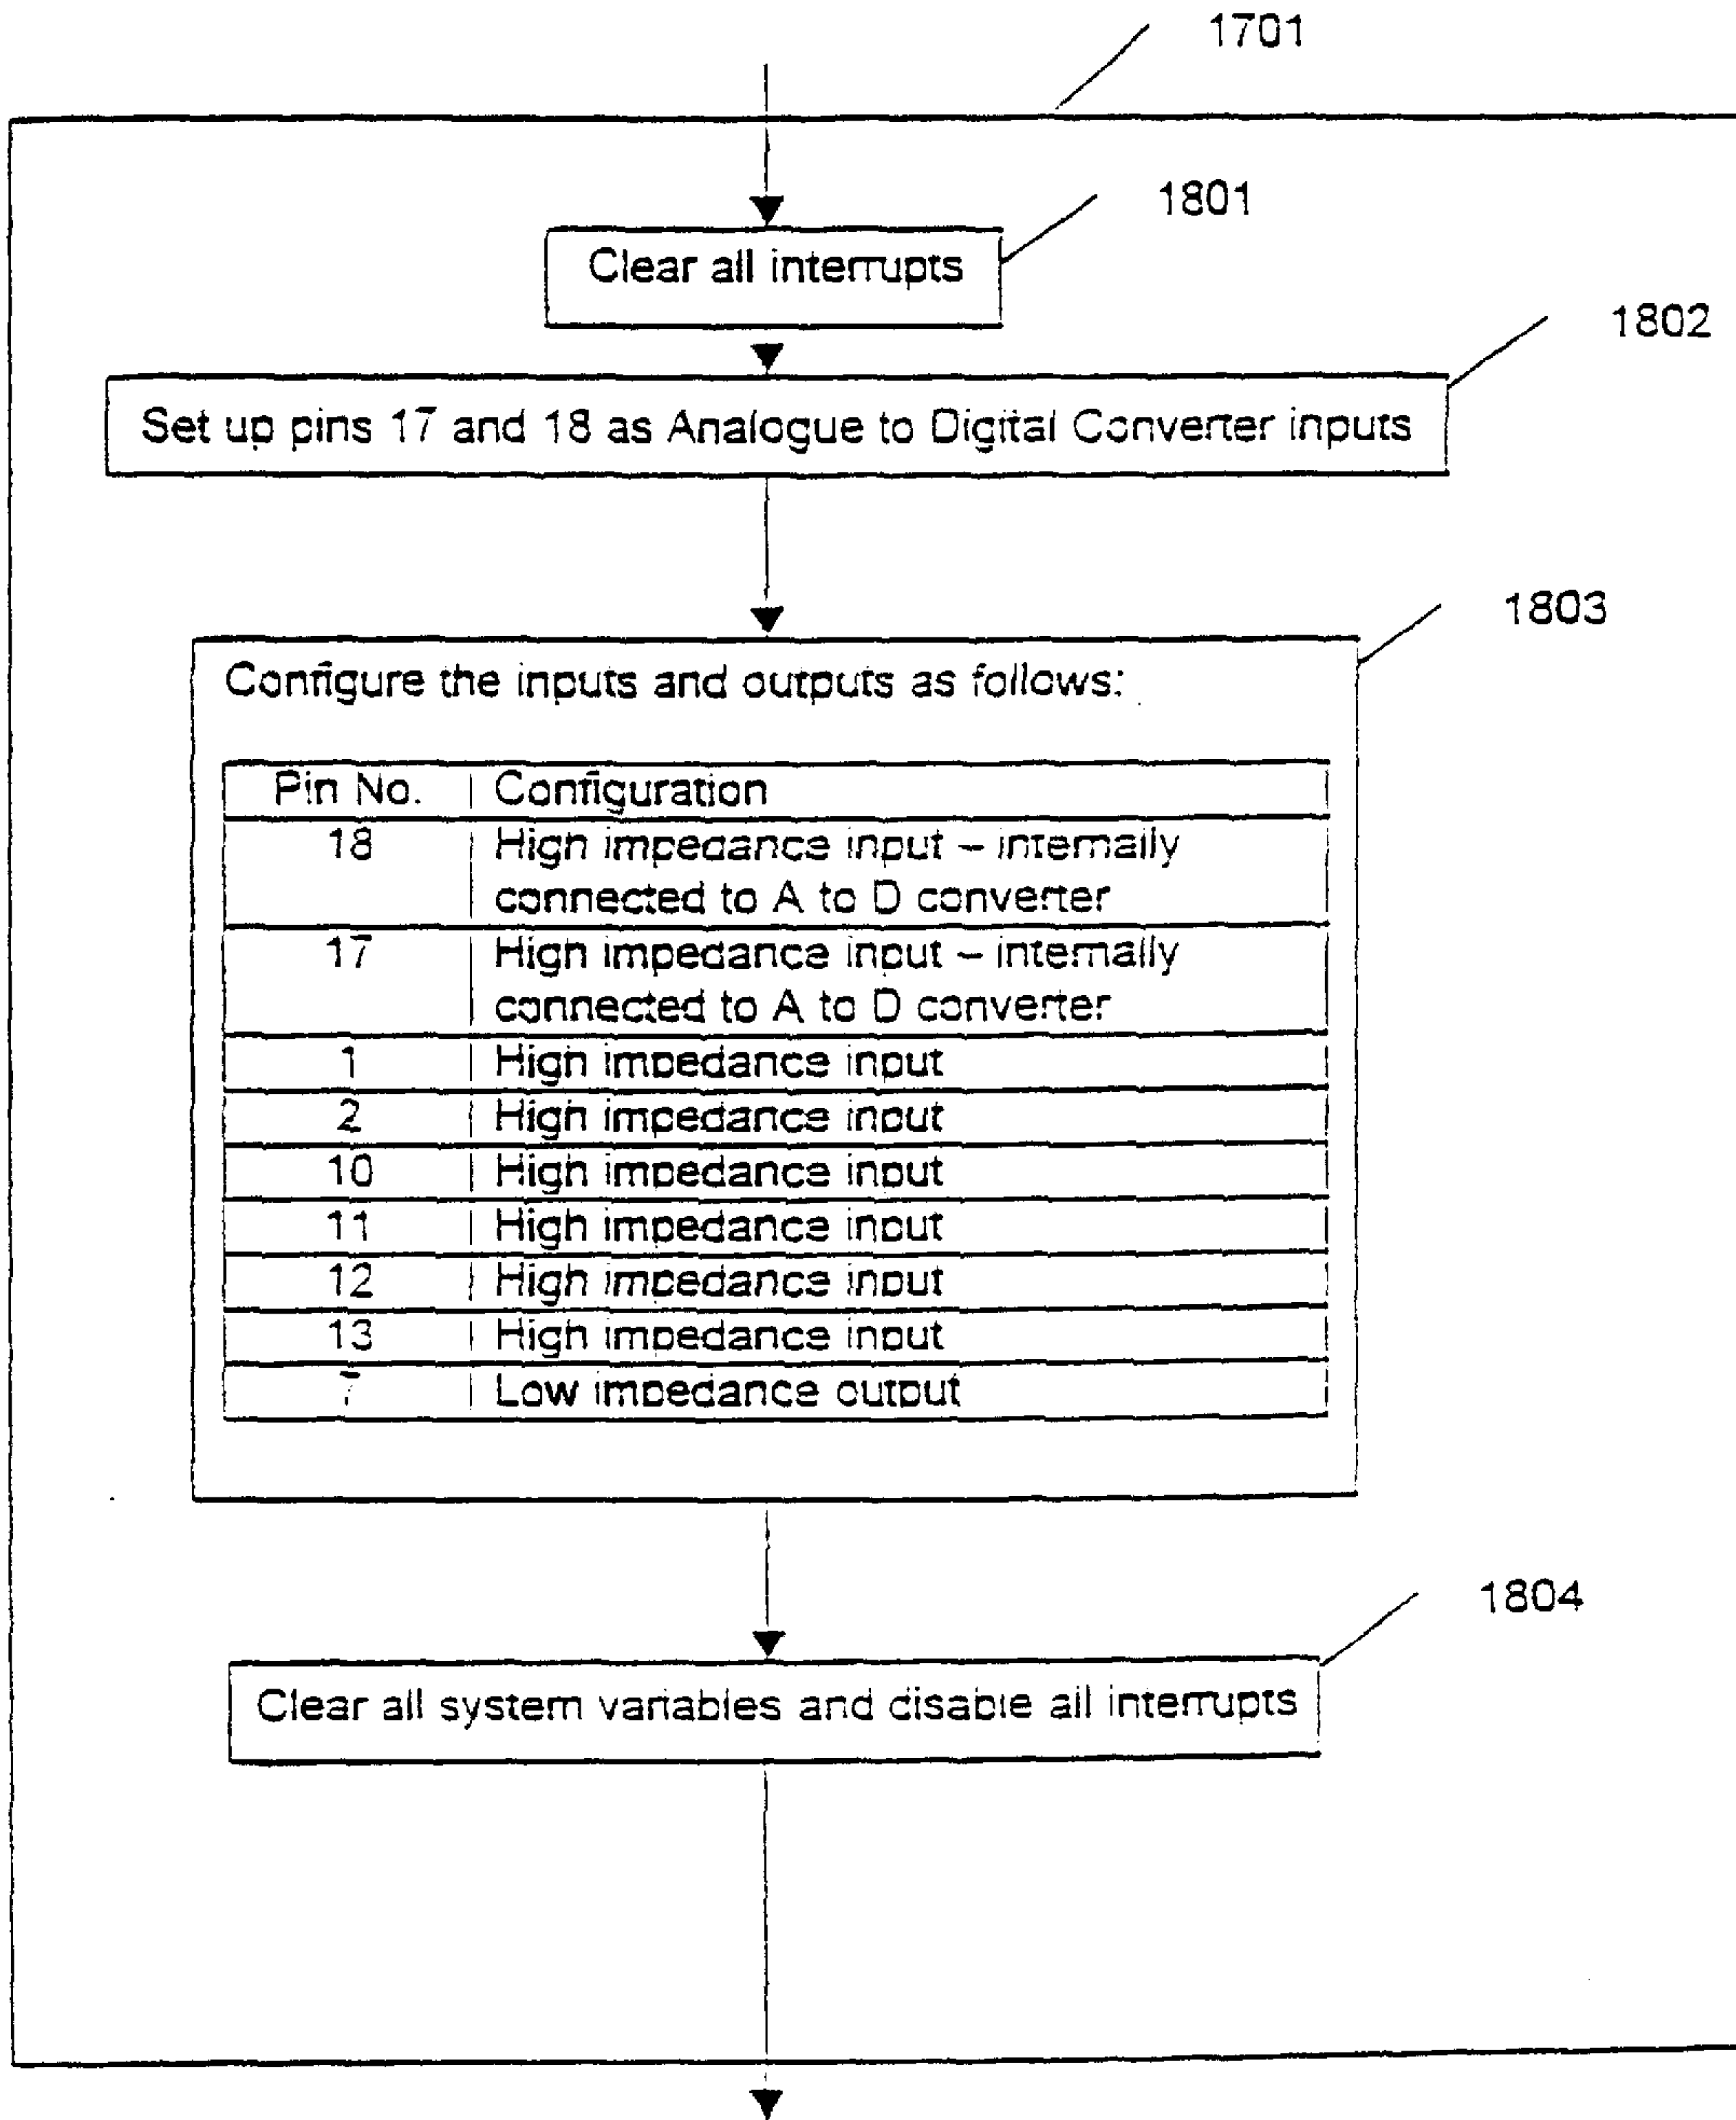 1701
1801
Clear all interrupts
1802
Set up pins 17 and 18 as Analogue to Digital Converter inputs
1803
Configure the inputs and outputs as follows:
Pin No. Configuration
18 High impedance input – internally
connected to A to D converter
17 High impedance input – internally
connected to A to D converter
1 High impedance input
2 High impedance input
10 High impedance input
11 High impedance input
12 High impedance input
13 High impedance input
7 Low impedance output
1804
Clear all system variables and disable all interrupts